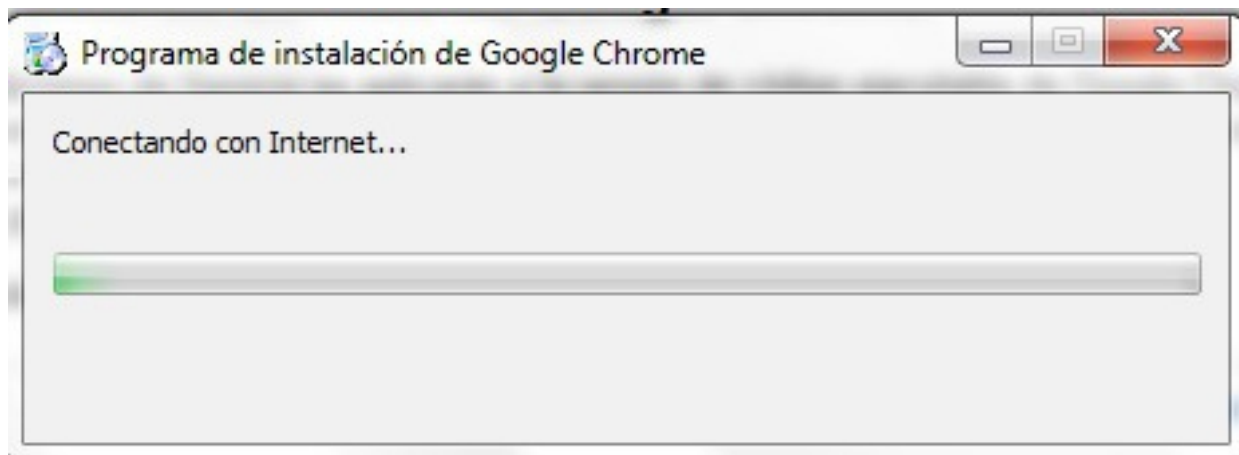 Programa de instalación de Google Chrome
Conectando con Internet...